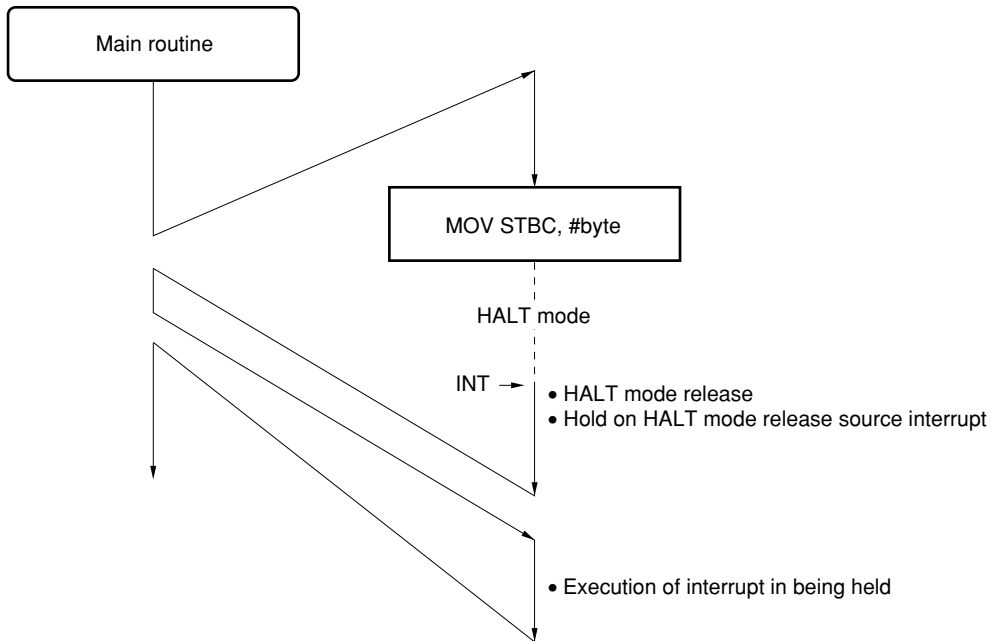 Main routine
MOV STBC, #byte
HALT mode
INT
• HALT mode release
• Hold on HALT mode release source interrupt
• Execution of interrupt in being held